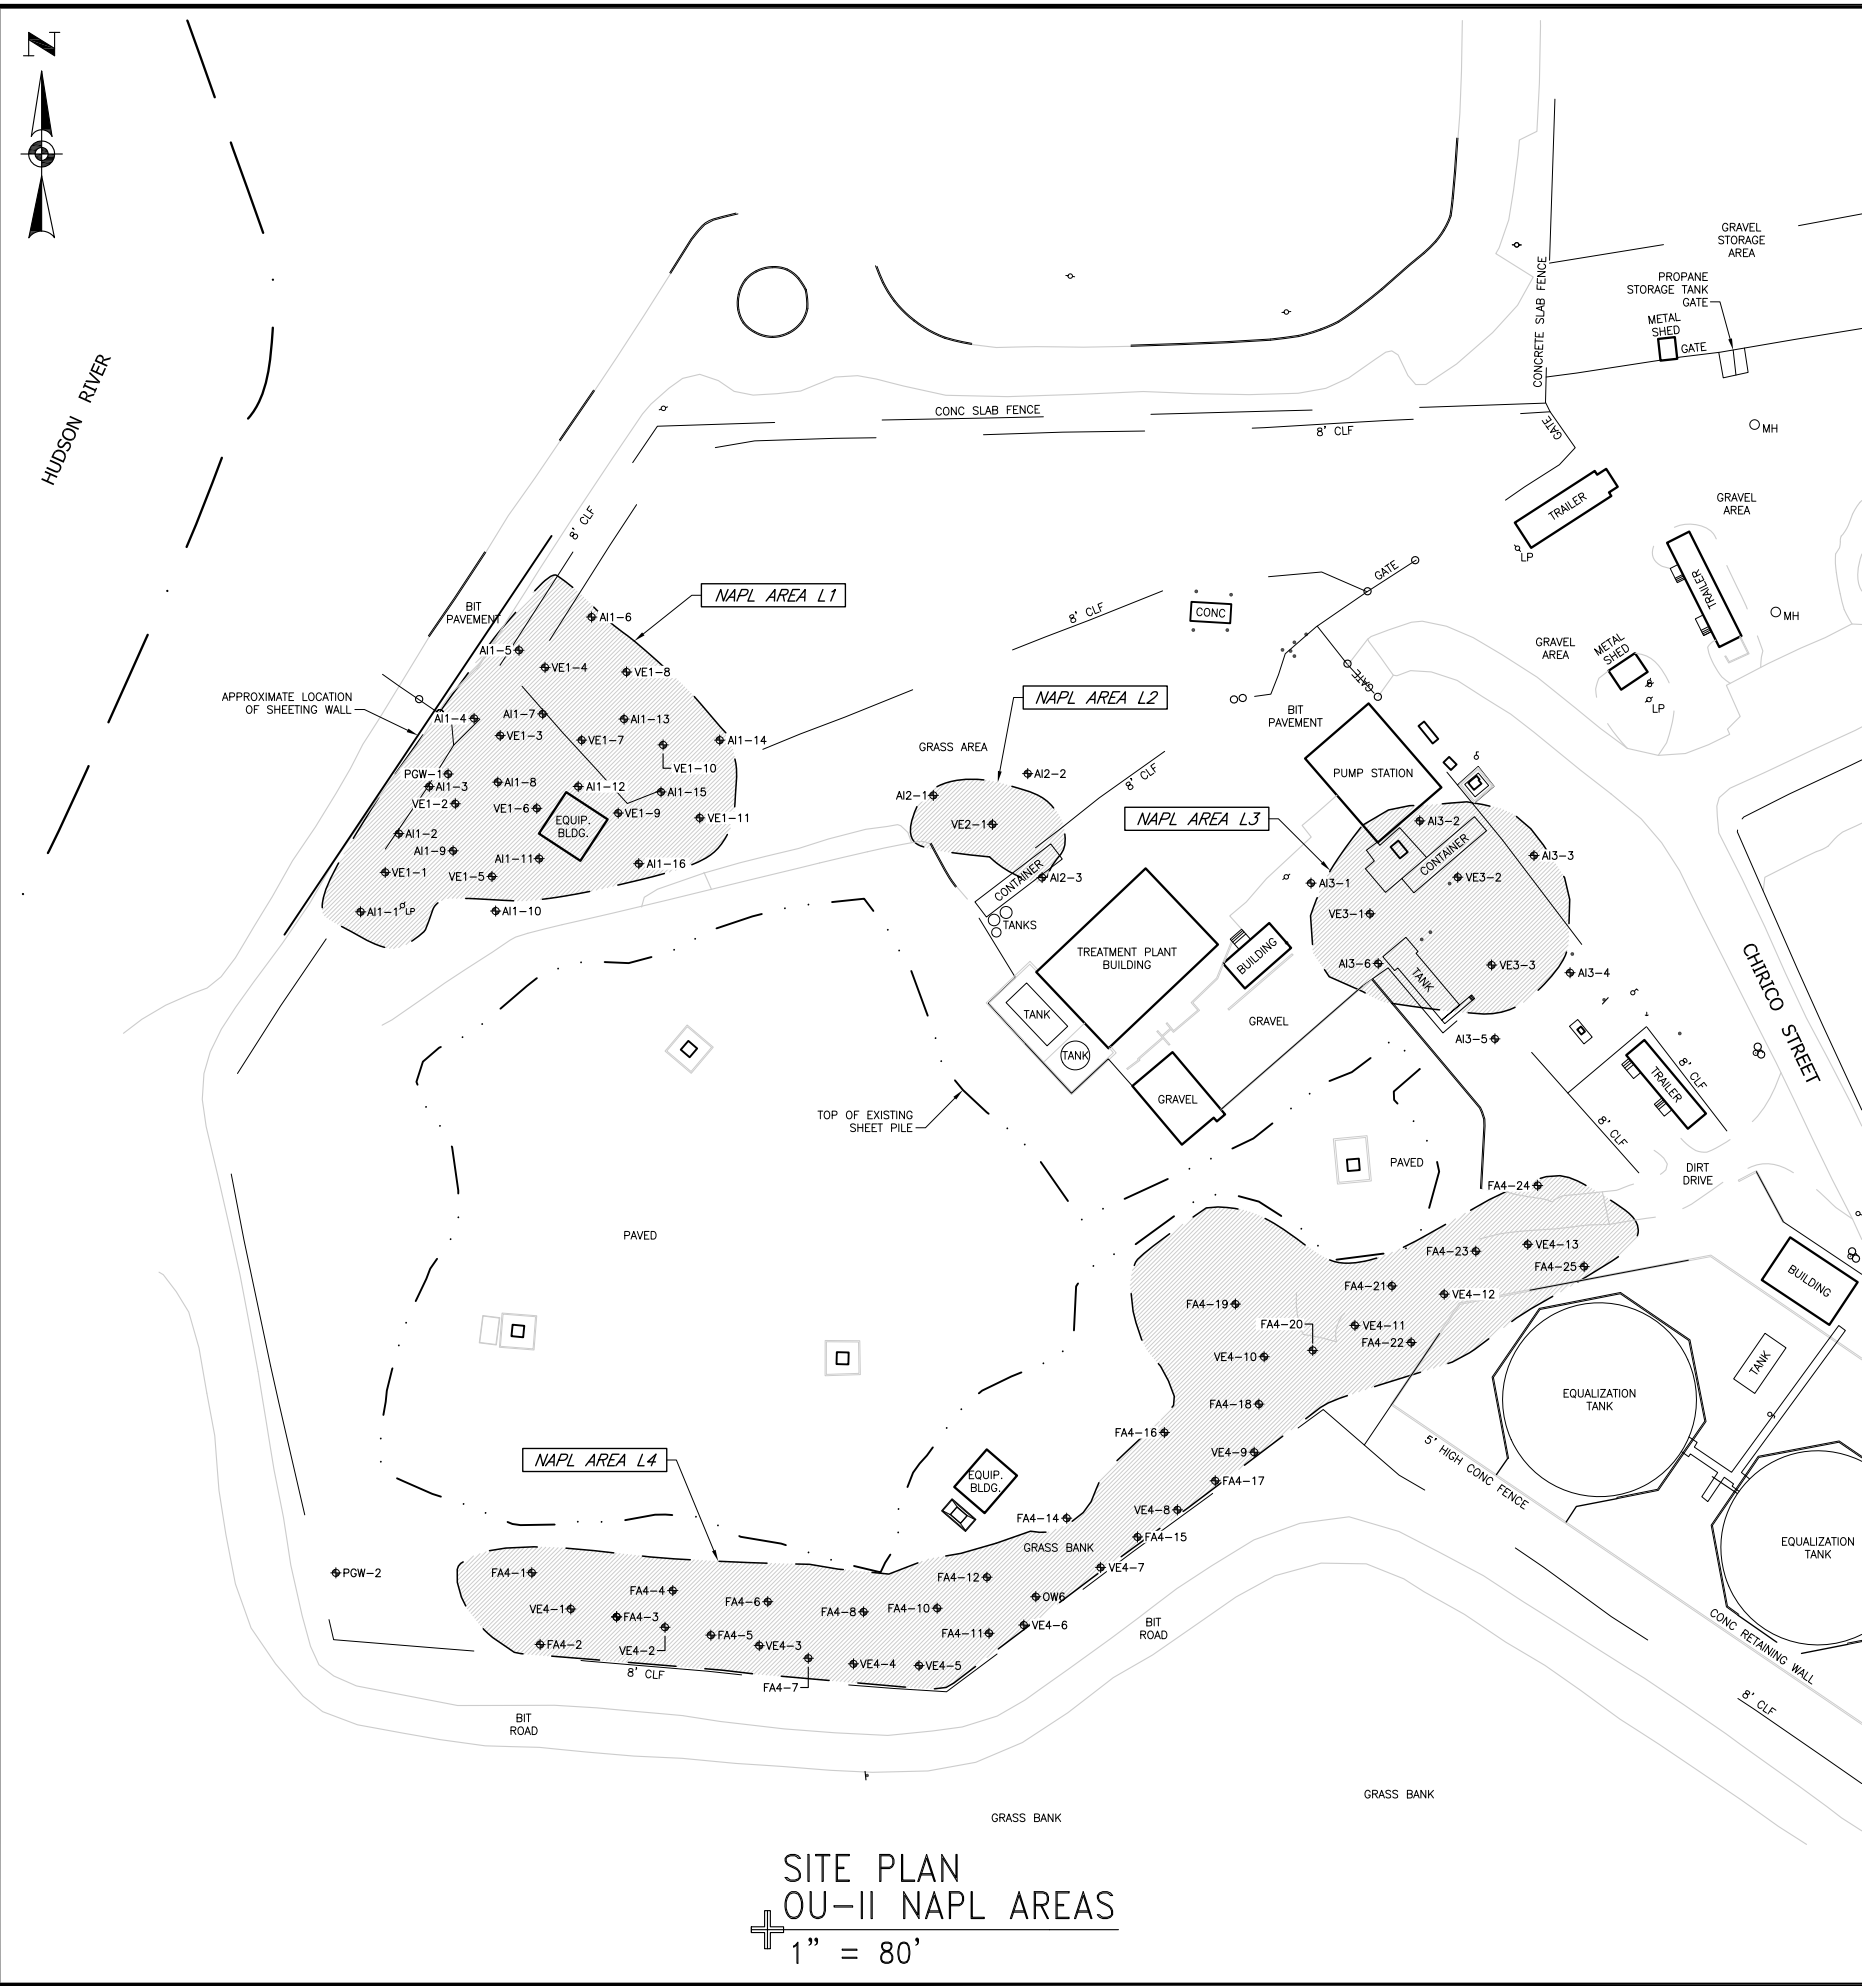 N
HUDSON RIVER
GRAVEL
STORAGE
AREA
PROPANE
STORAGE TANK
GATE
METAL
SHED
GATE
CONCRETE SLAB FENCE
CONC SLAB FENCE
8' CLF
GATE
MH
TRAILER
LP
GRAVEL
AREA
TRAILER
MH
8' CLF
BIT
PAVEMENT
NAPL AREA L1
AI1-6
AI1-5
VE1-4
VE1-8
APPROXIMATE LOCATION
OF SHEETING WALL
AI1-4
AI1-7
AI1-13
VE1-3
VE1-7
AI1-14
VE1-10
PGW-1
AI1-3
AI1-8
AI1-12
AI1-15
VE1-2
VE1-6
VE1-9
VE1-11
EQUIP.
BLDG.
AI1-2
AI1-9
AI1-11
AI1-16
VE1-1
VE1-5
AI1-1
LP
AI1-10
8' CLF
CONC
GATE
GATE
GRAVEL
AREA
METAL
SHED
LP
NAPL AREA L2
BIT
PAVEMENT
GRASS AREA
AI2-2
8' CLF
AI2-1
VE2-1
CONTAINER
AI2-3
TANKS
PUMP STATION
NAPL AREA L3
AI3-2
CONTAINER
AI3-3
AI3-1
VE3-2
VE3-1
AI3-6
TANK
VE3-3
AI3-4
AI3-5
TREATMENT PLANT
BUILDING
BUILDING
TANK
TANK
GRAVEL
GRAVEL
CHIRICO STREET
8' CLF
TRAILER
8' CLF
TOP OF EXISTING
SHEET PILE
PAVED
DIRT
DRIVE
PAVED
FA4-24
FA4-23
VE4-13
FA4-25
FA4-21
VE4-12
FA4-19
FA4-20
VE4-11
FA4-22
VE4-10
BUILDING
TANK
EQUALIZATION
TANK
FA4-18
FA4-16
VE4-9
FA4-17
5' HIGH CONC FENCE
NAPL AREA L4
EQUIP.
BLDG.
VE4-8
FA4-14
FA4-15
GRASS BANK
VE4-7
EQUALIZATION
TANK
PGW-2
FA4-1
FA4-4
FA4-6
FA4-12
OW6
VE4-1
FA4-3
FA4-8
FA4-10
FA4-2
VE4-2
FA4-5
VE4-3
FA4-11
VE4-6
VE4-4
VE4-5
FA4-7
8' CLF
BIT
ROAD
BIT
ROAD
CONC RETAINING WALL
8' CLF
GRASS BANK
GRASS BANK
SITE PLAN
OU-II NAPL AREAS
1" = 80'